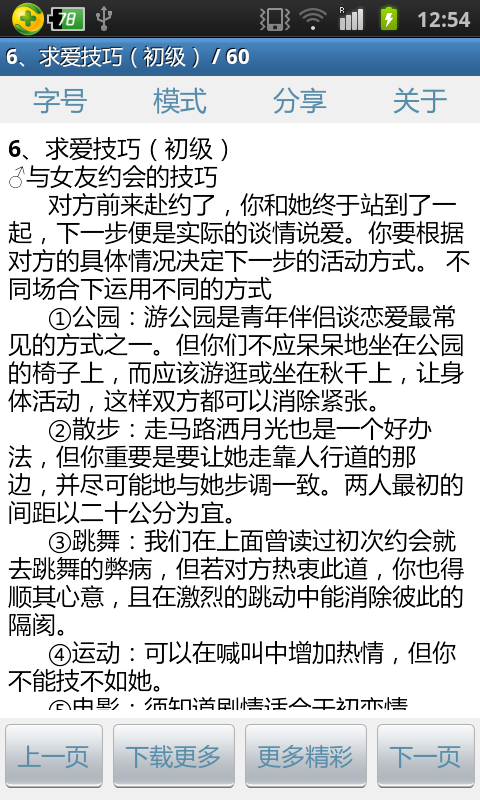 78
R
12:54
6、求爱技巧（初级）/ 60
字号 模式 分享 关于
6、求爱技巧（初级）
♂与女友约会的技巧
对方前来赴约了，你和她终于站到了一
起，下一步便是实际的谈情说爱。你要根据
对方的具体情况决定下一步的活动方式。 不
同场合下运用不同的方式
①公园：游公园是青年伴侣谈恋爱最常
见的方式之一。但你们不应呆呆地坐在公园
的椅子上，而应该游逛或坐在秋千上，让身
体活动，这样双方都可以消除紧张。
②散步：走马路洒月光也是一个好办
法，但你重要是要让她走靠人行道的那
边，并尽可能地与她步调一致。两人最初的
间距以二十公分为宜。
③跳舞：我们在上面曾读过初次约会就
去跳舞的弊病，但若对方热衷此道，你也得
顺其心意，且在激烈的跳动中能消除彼此的
隔阂。
④运动：可以在喊叫中增加热情，但你
不能技不如她。
⑤电影：须知道剧情适合于初恋情
上一页 下载更多 更多精彩 下一页